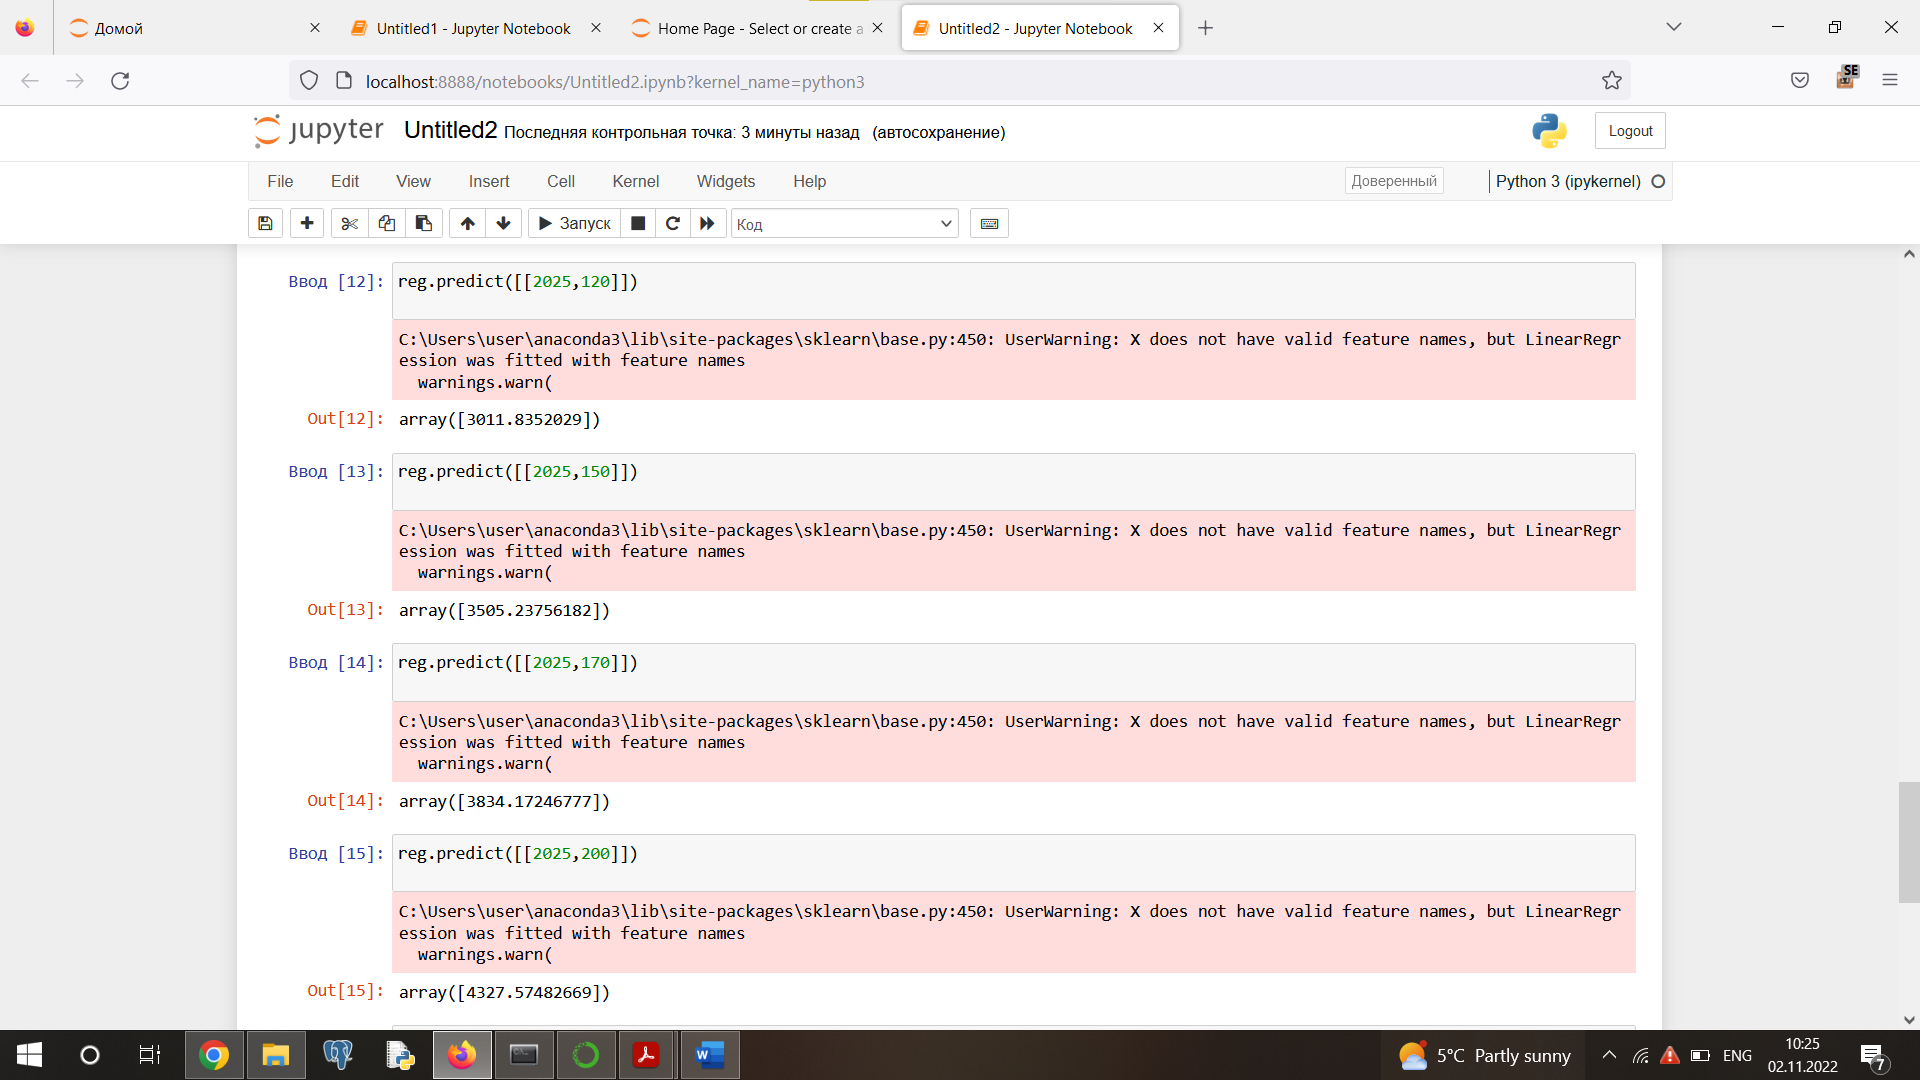 Домой
Untitled1 - Jupyter Notebook
Home Page - Select or create a
Untitled2 - Jupyter Notebook
localhost:8888/notebooks/Untitled2.ipynb?kernel_name=python3
SE
jupyter Untitled2 Последняя контрольная точка: 3 минуты назад (автосохранение)
Logout
File Edit View Insert Cell Kernel Widgets Help
Доверенный
Python 3 (ipykernel)
Запуск
Код
Ввод [12]: reg.predict([[2025,120]])
C:\Users\user\anaconda3\lib\site-packages\sklearn\base.py:450: UserWarning: X does not have valid feature names, but LinearRegr
ession was fitted with feature names
warnings.warn(
Out[12]: array([3011.8352029])
Ввод [13]: reg.predict([[2025,150]])
C:\Users\user\anaconda3\lib\site-packages\sklearn\base.py:450: UserWarning: X does not have valid feature names, but LinearRegr
ession was fitted with feature names
warnings.warn(
Out[13]: array([3505.23756182])
Ввод [14]: reg.predict([[2025,170]])
C:\Users\user\anaconda3\lib\site-packages\sklearn\base.py:450: UserWarning: X does not have valid feature names, but LinearRegr
ession was fitted with feature names
warnings.warn(
Out[14]: array([3834.17246777])
Ввод [15]: reg.predict([[2025,200]])
C:\Users\user\anaconda3\lib\site-packages\sklearn\base.py:450: UserWarning: X does not have valid feature names, but LinearRegr
ession was fitted with feature names
warnings.warn(
Out[15]: array([4327.57482669])
5°C Partly sunny
ENG
10:25
02.11.2022
7